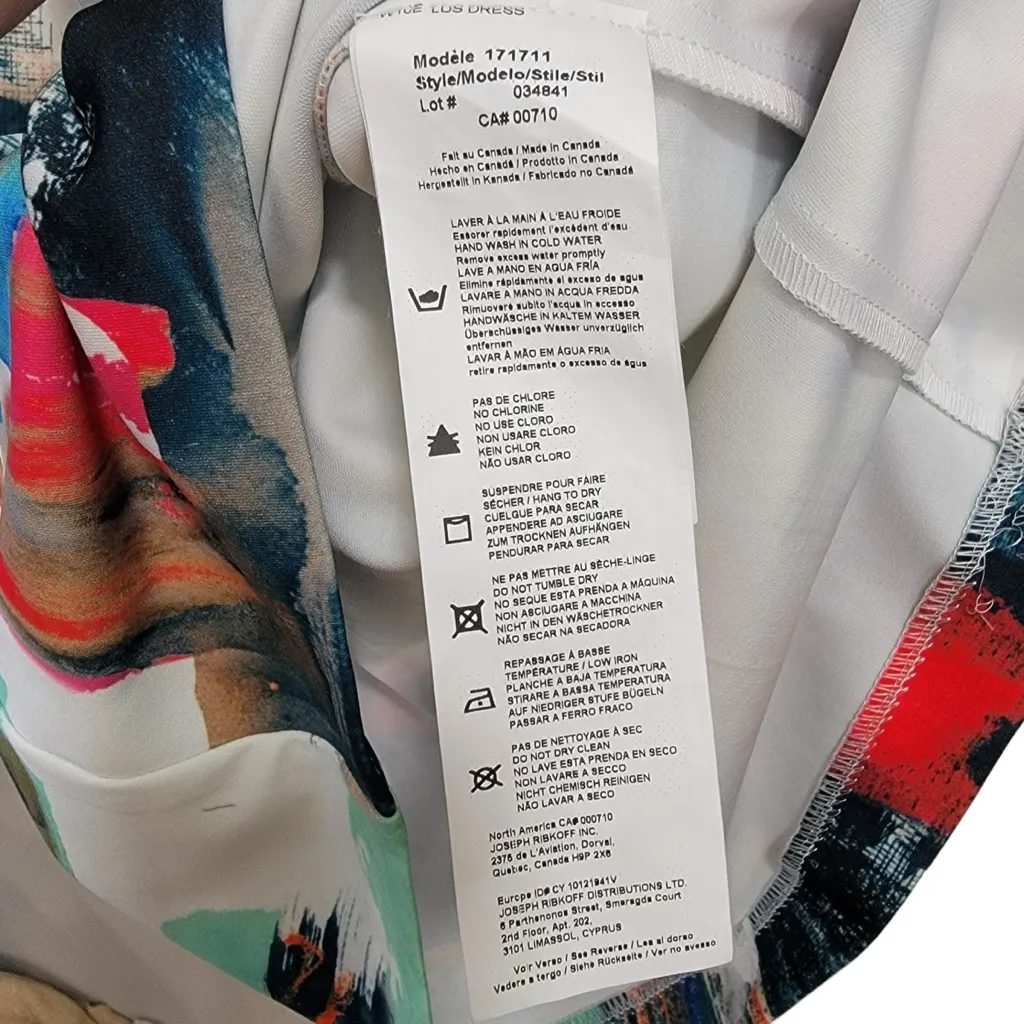 LDS DRESS
Modèle 171711
Style/Modelo/Stile/Stil
Lot # 034841
CA# 00710
Fait au Canada / Made in Canada
Hecho en Canadá / Prodotto in Canada
Hergestellt in Kanada / Fabricado no Canadá
LAVER À LA MAIN À L'EAU FROIDE
Essorer rapidement l'excédent d'eau
HAND WASH IN COLD WATER
Remove excess water promptly
LAVE A MANO EN AGUA FRÍA
Elimine rápidamente el exceso de agua
LAVARE A MANO IN ACQUA FREDDA
Rimuovere subito l'acqua in eccesso
HANDWÄSCHE IN KALTEM WASSER
Überschüssiges Wasser unverzüglich
entfernen
LAVAR À MÃO EM ÁGUA FRIA
retire rapidamente o excesso de água
PAS DE CHLORE
NO CHLORINE
NO USE CLORO
NON USARE CLORO
KEIN CHLOR
NÃO USAR CLORO
SUSPENDRE POUR FAIRE
SÉCHER / HANG TO DRY
CUELGUE PARA SECAR
APPENDERE AD ASCIUGARE
ZUM TROCKNEN AUFHÄNGEN
PENDURAR PARA SECAR
NE PAS METTRE AU SÈCHE-LINGE
DO NOT TUMBLE DRY
NO SEQUE ESTA PRENDA A MÁQUINA
NON ASCIUGARE A MACCHINA
NICHT IN DEN WÄSCHETROCKNER
NÃO SECAR NA SECADORA
REPASSAGE À BASSE
TEMPÉRATURE / LOW IRON
PLANCHE A BAJA TEMPERATURA
STIRARE A BASSA TEMPERATURA
AUF NIEDRIGER STUFE BÜGELN
PASSAR A FERRO FRACO
PAS DE NETTOYAGE À SEC
DO NOT DRY CLEAN
NO LAVE ESTA PRENDA EN SECO
NON LAVARE A SECCO
NICHT CHEMISCH REINIGEN
NÃO LAVAR A SECO
North America CA# 000710
JOSEPH RIBKOFF INC.
2375 de L'Aviation, Dorval,
Quebec, Canada H9P 2X6
Europe ID# CY 10121941V
JOSEPH RIBKOFF DISTRIBUTIONS LTD.
6 Parthenonos Street, Smaragda Court
2nd Floor, Apt. 202,
3101 LIMASSOL, CYPRUS
Voir Verso / See Reverse / Lea al dorso
Vedere a tergo / Siehe Rückseite / Ver no avesso